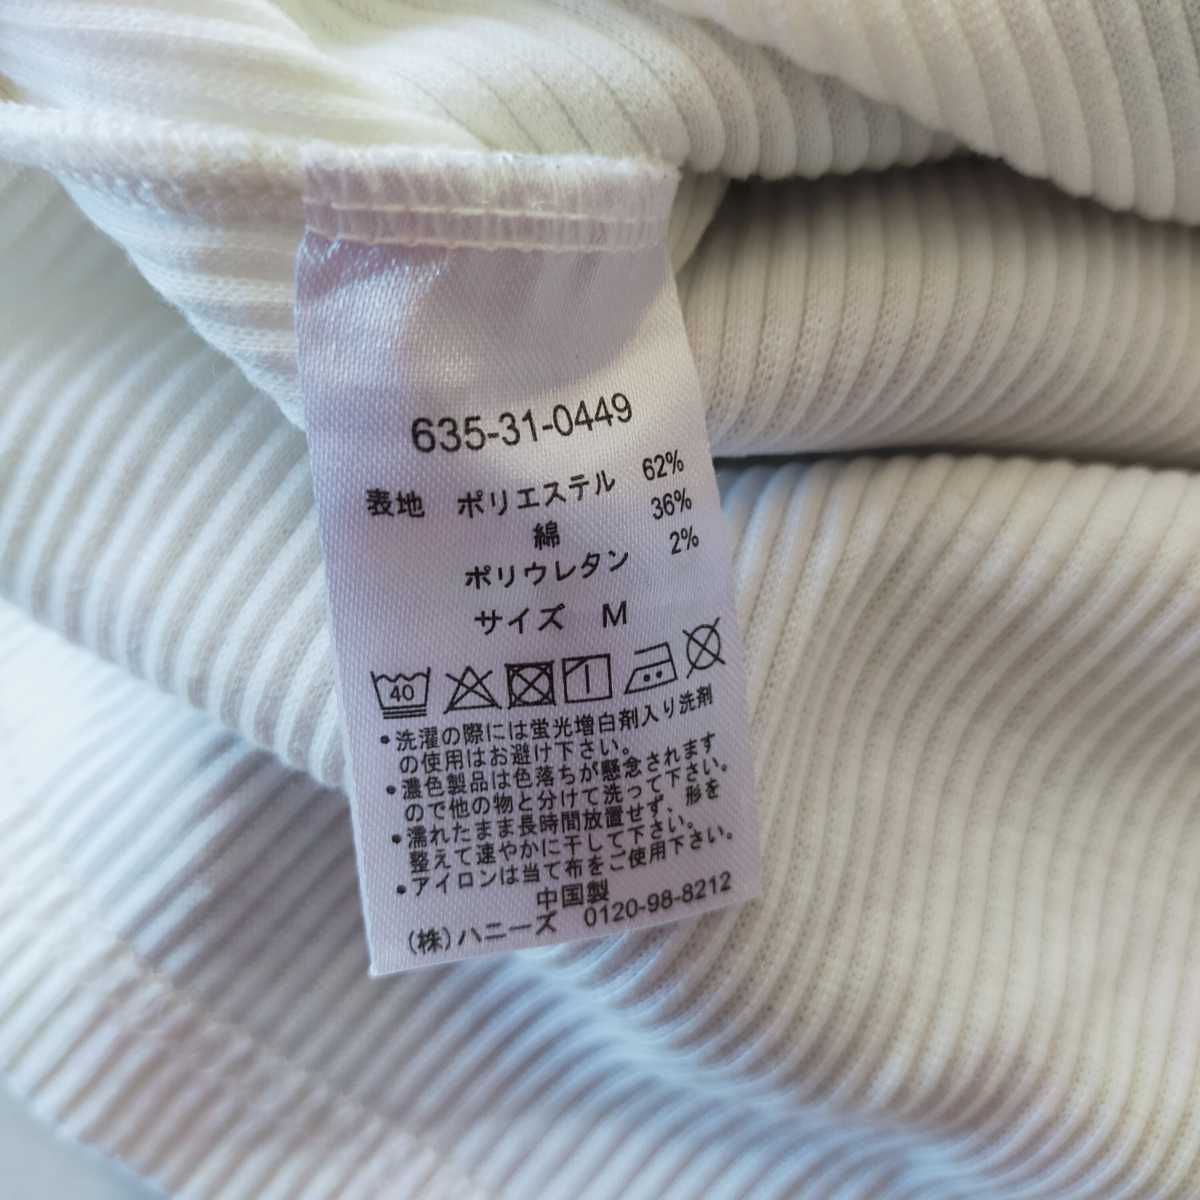 635-31-0449
表地 ポリエステル 62%
綿 36%
ポリウレタン 2%
サイズ M
40
•洗濯の際には蛍光増白剤入り洗剤
の使用はお避け下さい。
•濃色製品は色落ちが懸念されます
ので他の物と分けて洗って下さい。
•濡れたまま長時間放置せず、形を
整えて速やかに干して下さい。
•アイロンは当て布をご使用下さい。
中国製
(株)ハニーズ 0120-98-8212